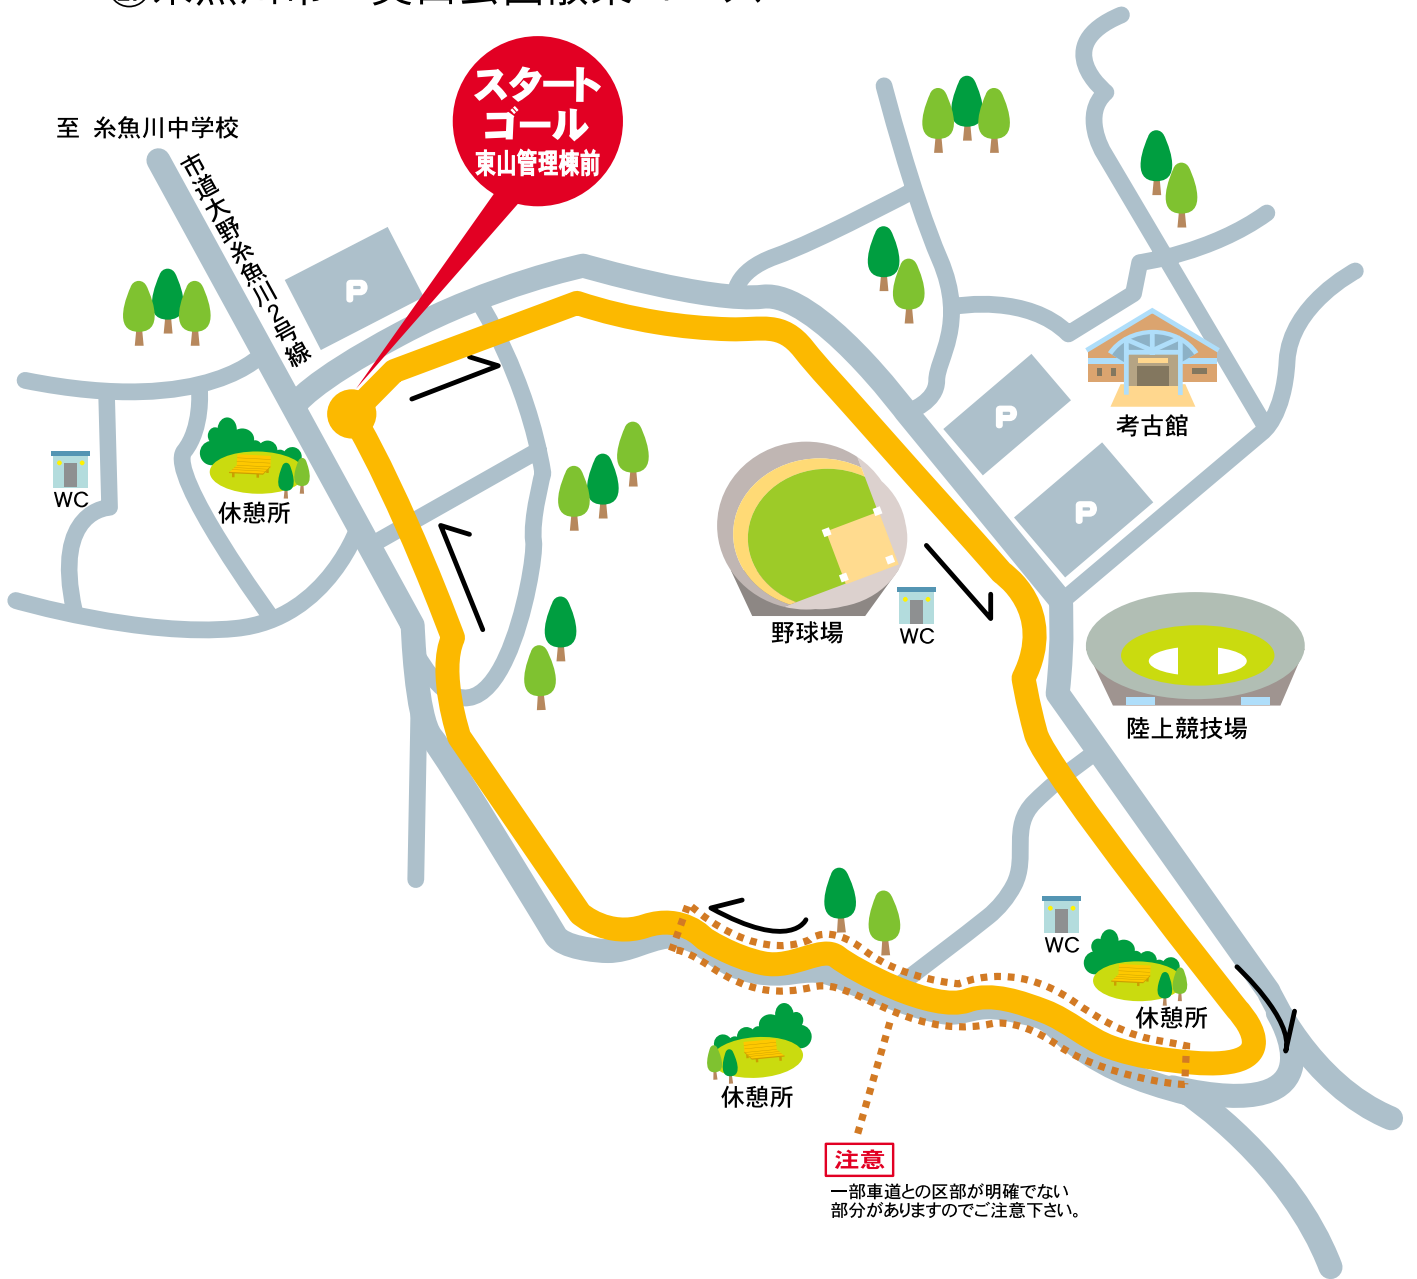 スタート
ゴール
東山管理棟前
至 糸魚川中学校
市道大野糸魚川2号線
P
P
考古館
P
WC
休憩所
野球場
WC
陸上競技場
WC
休憩所
休憩所
注意
一部車道との区部が明確でない
部分がありますのでご注意下さい。